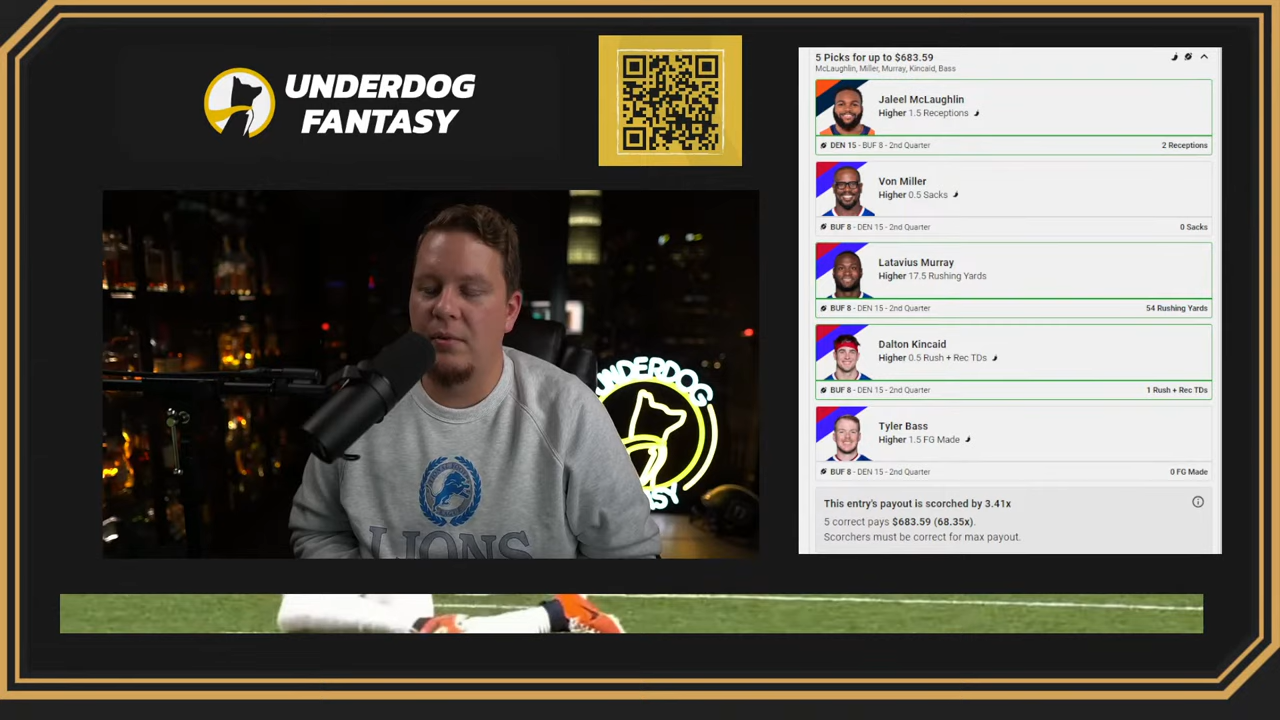 UNDERDOG
FANTASY
5 Picks for up to $683.59
McLaughlin, Miller, Murray, Kincaid, Bass
Jaleel McLaughlin
Higher 1.5 Receptions
DEN 15 - BUF 8 - 2nd Quarter
2 Receptions
Von Miller
Higher 0.5 Sacks
BUF 8 - DEN 15 - 2nd Quarter
0 Sacks
Latavius Murray
Higher 17.5 Rushing Yards
BUF 8 - DEN 15 - 2nd Quarter
54 Rushing Yards
Dalton Kincaid
Higher 0.5 Rush + Rec TDs
BUF 8 - DEN 15 - 2nd Quarter
1 Rush + Rec TDs
Tyler Bass
Higher 1.5 FG Made
BUF 8 - DEN 15 - 2nd Quarter
0 FG Made
This entry's payout is scorched by 3.41x
5 correct pays $683.59 (68.35x).
Scorchers must be correct for max payout.
UNDERDOG
LIONS